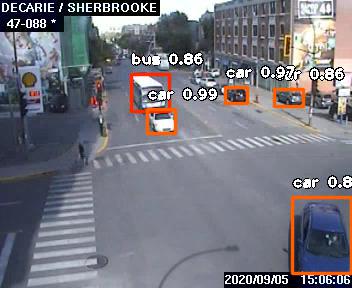 DECARIE / SHERBROOKE
47-088 *
bus 0.86
car 0.97
r 0.86
car 0.99
car 0.8
Shell
2020/09/05 15:06:06